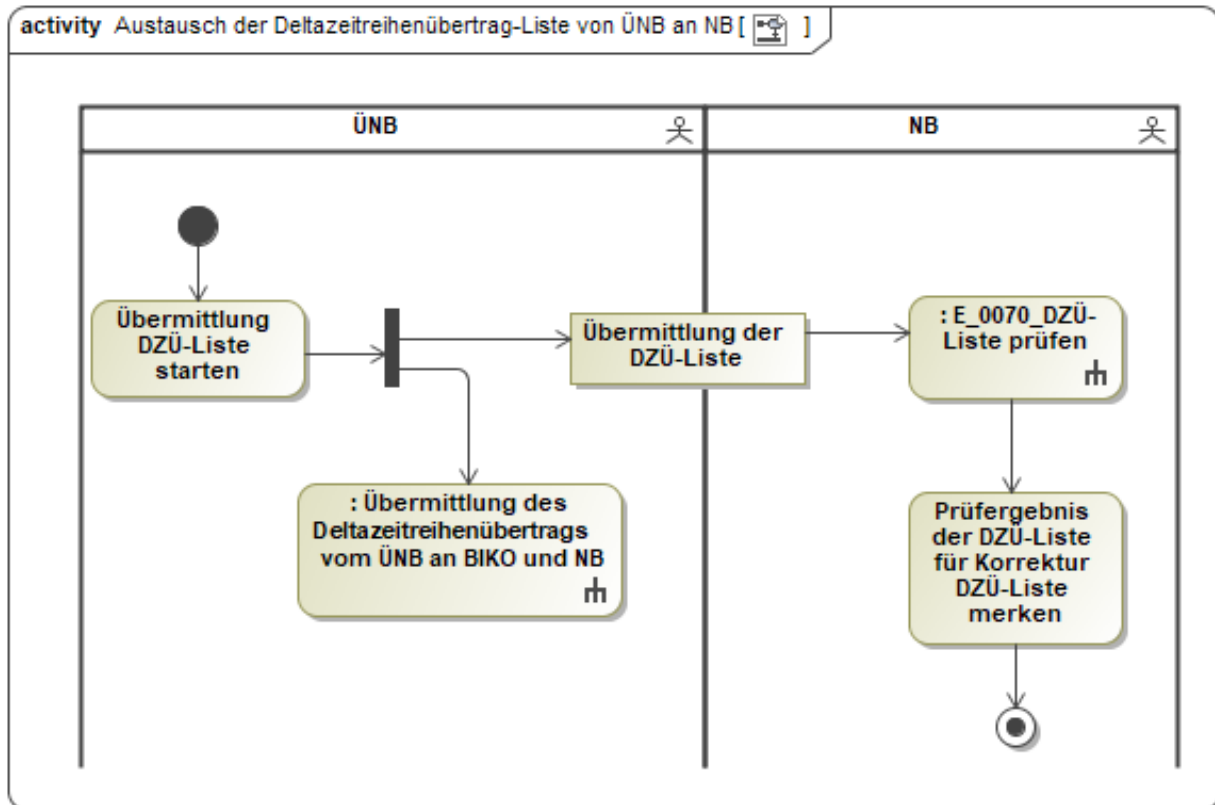 activity Austausch der Deltazeitreihenübertrag-Liste von ÜNB an NB [ ]
ÜNB
NB
Übermittlung
DZÜ-Liste
starten
Übermittlung der
DZÜ-Liste
: E_0070_DZÜ-
Liste prüfen
: Übermittlung des
Deltazeitreihenübertrags
vom ÜNB an BIKO und NB
Prüfergebnis
der DZÜ-Liste
für Korrektur
DZÜ-Liste
merken